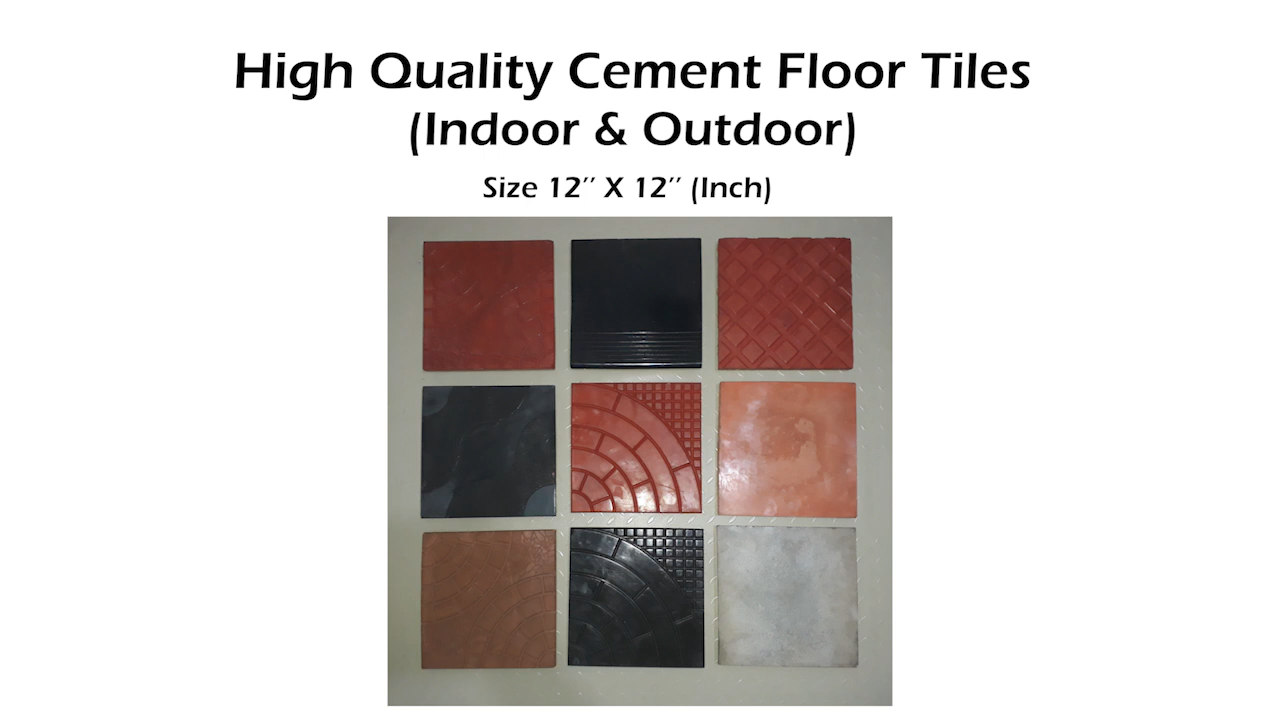 High Quality Cement Floor Tiles
(Indoor & Outdoor)
Size 12’’ X 12’’ (Inch)